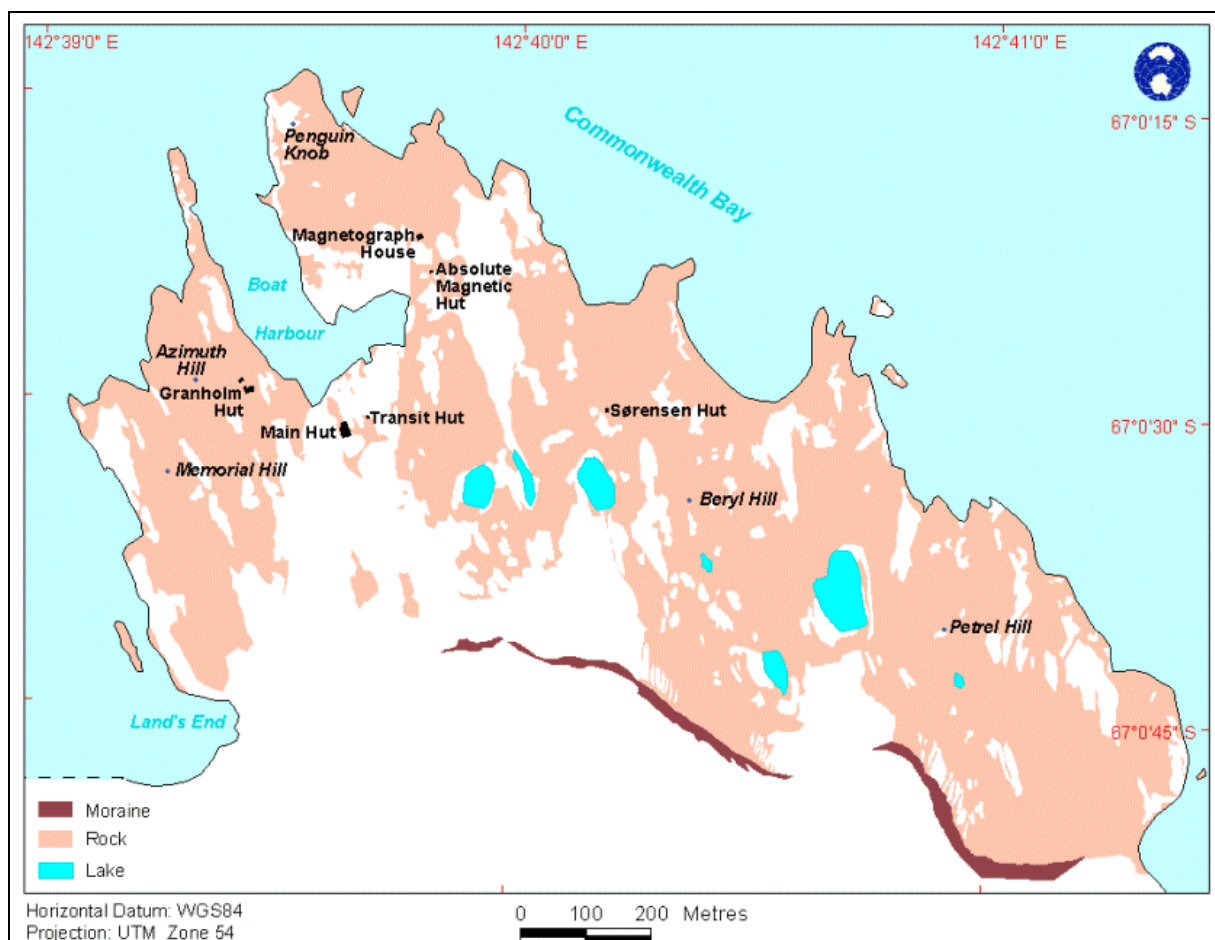 142°39'0" E
142°40'0" E
142°41'0" E
67°0'15" S
Commonwealth Bay
Penguin
Knob
Magnetograph
House
Absolute
Magnetic
Hut
Boat
Harbour
Azimuth
Hill
Granholm
Hut
Main Hut
Transit Hut
Sørensen Hut
67°0'30" S
Memorial Hill
Beryl Hill
Petrel Hill
Land's End
67°0'45" S
Moraine
Rock
Lake
Horizontal Datum: WGS84
Projection: UTM Zone 54
0 100 200 Metres